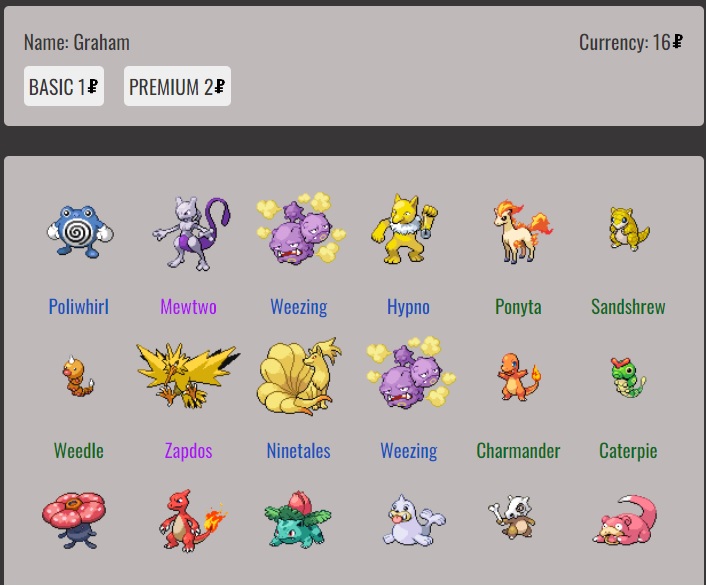 Name: Graham Currency: 16₽
BASIC 1₽ PREMIUM 2₽
Poliwhirl Mewtwo Weezing Hypno Ponyta Sandshrew
Weedle Zapdos Ninetales Weezing Charmander Caterpie